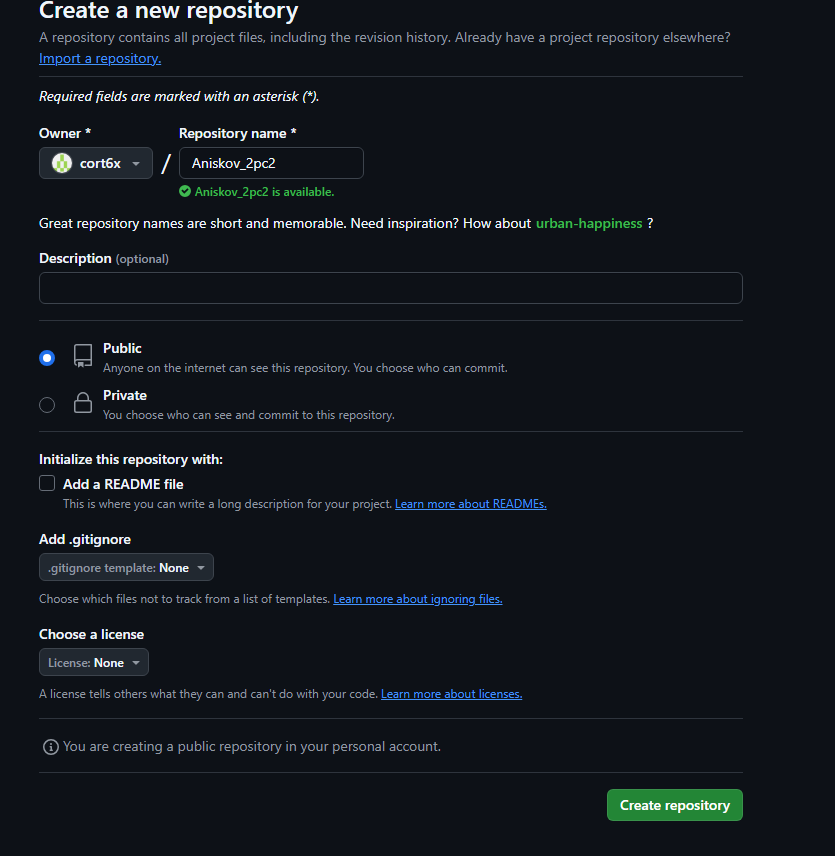 Create a new repository
A repository contains all project files, including the revision history. Already have a project repository elsewhere?
Import a repository.
Required fields are marked with an asterisk (*).
Owner * Repository name *
cort6x / Aniskov_2pc2
Aniskov_2pc2 is available.
Great repository names are short and memorable. Need inspiration? How about urban-happiness ?
Description (optional)
Public
Anyone on the internet can see this repository. You choose who can commit.
Private
You choose who can see and commit to this repository.
Initialize this repository with:
Add a README file
This is where you can write a long description for your project. Learn more about READMEs.
Add .gitignore
.gitignore template: None
Choose which files not to track from a list of templates. Learn more about ignoring files.
Choose a license
License: None
A license tells others what they can and can't do with your code. Learn more about licenses.
You are creating a public repository in your personal account.
Create repository